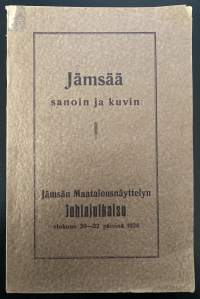 Jämsää
sanoin ja kuvin
Jämsän Maatalousnäyttelyn
Juhlajulkaisu
elokuun 20—22 päivinä 1926